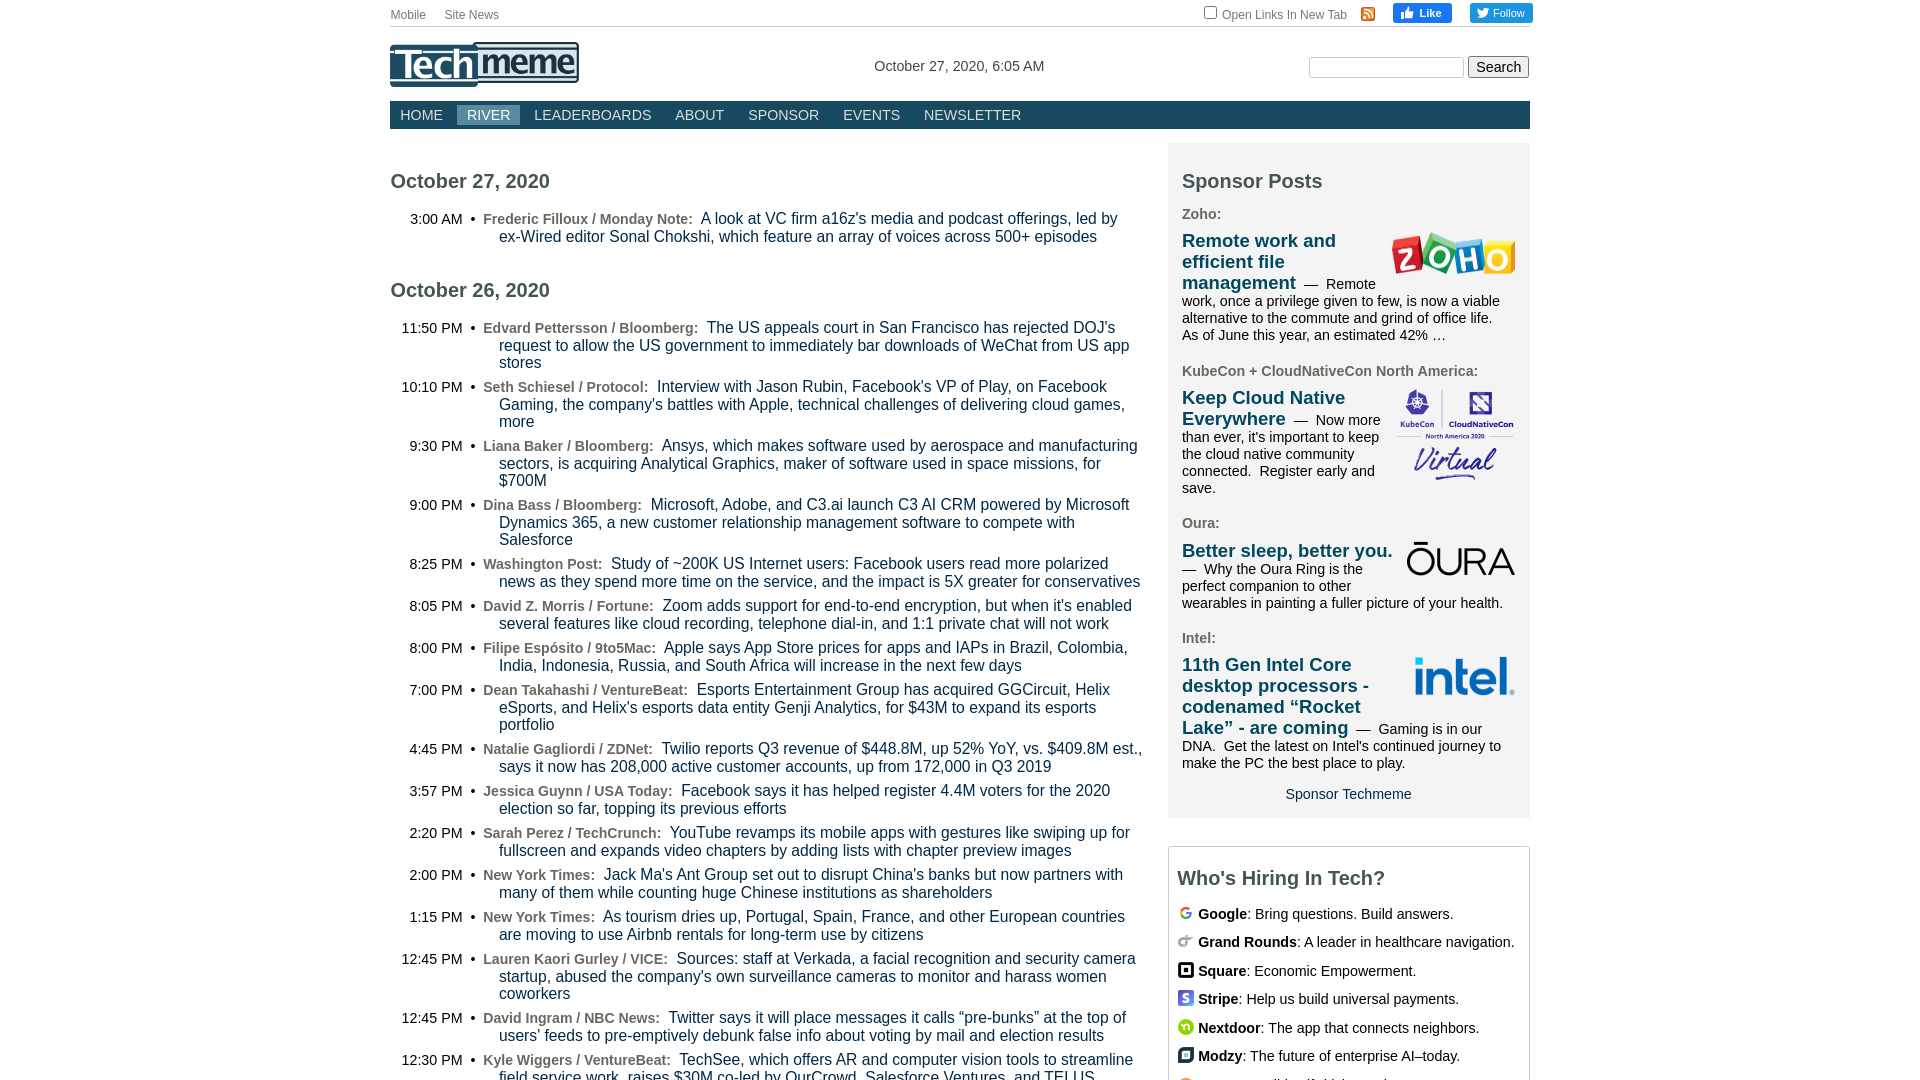 Mobile Site News
Open Links In New Tab Like Follow
Techmeme
October 27, 2020, 6:05 AM
Search
HOME RIVER LEADERBOARDS ABOUT SPONSOR EVENTS NEWSLETTER
October 27, 2020
3:00 AM • Frederic Filloux / Monday Note: A look at VC firm a16z's media and podcast offerings, led by
ex-Wired editor Sonal Chokshi, which feature an array of voices across 500+ episodes
October 26, 2020
11:50 PM • Edvard Pettersson / Bloomberg: The US appeals court in San Francisco has rejected DOJ's
request to allow the US government to immediately bar downloads of WeChat from US app
stores
10:10 PM • Seth Schiesel / Protocol: Interview with Jason Rubin, Facebook's VP of Play, on Facebook
Gaming, the company's battles with Apple, technical challenges of delivering cloud games,
more
9:30 PM • Liana Baker / Bloomberg: Ansys, which makes software used by aerospace and manufacturing
sectors, is acquiring Analytical Graphics, maker of software used in space missions, for
$700M
9:00 PM • Dina Bass / Bloomberg: Microsoft, Adobe, and C3.ai launch C3 AI CRM powered by Microsoft
Dynamics 365, a new customer relationship management software to compete with
Salesforce
8:25 PM • Washington Post: Study of ~200K US Internet users: Facebook users read more polarized
news as they spend more time on the service, and the impact is 5X greater for conservatives
8:05 PM • David Z. Morris / Fortune: Zoom adds support for end-to-end encryption, but when it's enabled
several features like cloud recording, telephone dial-in, and 1:1 private chat will not work
8:00 PM • Filipe Espósito / 9to5Mac: Apple says App Store prices for apps and IAPs in Brazil, Colombia,
India, Indonesia, Russia, and South Africa will increase in the next few days
7:00 PM • Dean Takahashi / VentureBeat: Esports Entertainment Group has acquired GGCircuit, Helix
eSports, and Helix's esports data entity Genji Analytics, for $43M to expand its esports
portfolio
4:45 PM • Natalie Gagliordi / ZDNet: Twilio reports Q3 revenue of $448.8M, up 52% YoY, vs. $409.8M est.,
says it now has 208,000 active customer accounts, up from 172,000 in Q3 2019
3:57 PM • Jessica Guynn / USA Today: Facebook says it has helped register 4.4M voters for the 2020
election so far, topping its previous efforts
2:20 PM • Sarah Perez / TechCrunch: YouTube revamps its mobile apps with gestures like swiping up for
fullscreen and expands video chapters by adding lists with chapter preview images
2:00 PM • New York Times: Jack Ma's Ant Group set out to disrupt China's banks but now partners with
many of them while counting huge Chinese institutions as shareholders
1:15 PM • New York Times: As tourism dries up, Portugal, Spain, France, and other European countries
are moving to use Airbnb rentals for long-term use by citizens
12:45 PM • Lauren Kaori Gurley / VICE: Sources: staff at Verkada, a facial recognition and security camera
startup, abused the company's own surveillance cameras to monitor and harass women
coworkers
12:45 PM • David Ingram / NBC News: Twitter says it will place messages it calls “pre-bunks” at the top of
users' feeds to pre-emptively debunk false info about voting by mail and election results
12:30 PM • Kyle Wiggers / VentureBeat: TechSee, which offers AR and computer vision tools to streamline
field service work, raises $30M co-led by OurCrowd, Salesforce Ventures, and TELUS
Sponsor Posts
Zoho:
ZOHO
Remote work and
efficient file
management — Remote
work, once a privilege given to few, is now a viable
alternative to the commute and grind of office life.
As of June this year, an estimated 42% …
KubeCon + CloudNativeCon North America:
KubeCon CloudNativeCon
North America 2020
Virtual
Keep Cloud Native
Everywhere — Now more
than ever, it's important to keep
the cloud native community
connected. Register early and
save.
Oura:
ŌURA
Better sleep, better you.
— Why the Oura Ring is the
perfect companion to other
wearables in painting a fuller picture of your health.
Intel:
intel
11th Gen Intel Core
desktop processors -
codenamed “Rocket
Lake” - are coming — Gaming is in our
DNA. Get the latest on Intel's continued journey to
make the PC the best place to play.
Sponsor Techmeme
Who's Hiring In Tech?
Google: Bring questions. Build answers.
Grand Rounds: A leader in healthcare navigation.
Square: Economic Empowerment.
Stripe: Help us build universal payments.
Nextdoor: The app that connects neighbors.
Modzy: The future of enterprise AI–today.